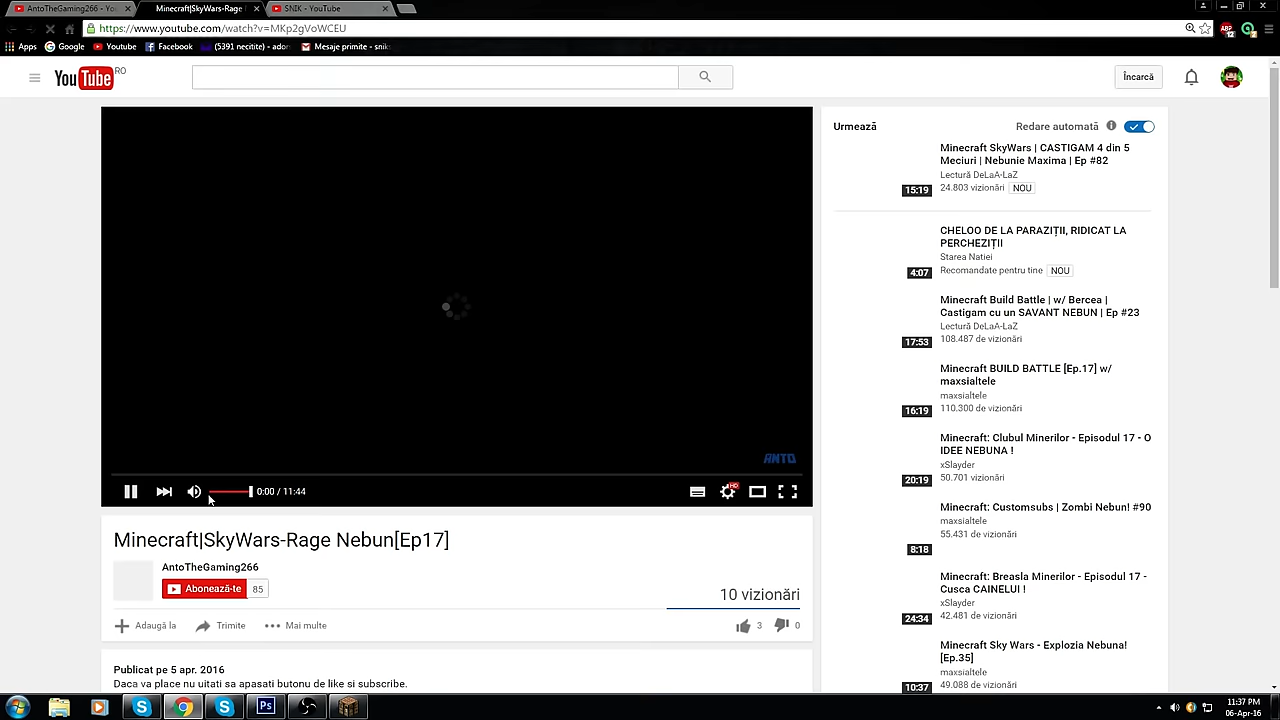 AntoTheGaming266 - Yo
Minecraft|SkyWars-Rage
SNIK - YouTube
https://www.youtube.com/watch?v=MKp2gVoWCEU
Apps
Google
Youtube
Facebook
(5391 necitite) - ador
Mesaje primite - snik
YouTube RO
Încarcă
ANTO
0:00 / 11:44
HD
Minecraft|SkyWars-Rage Nebun[Ep17]
AntoTheGaming266
Abonează-te 85
10 vizionări
Adaugă la
Trimite
Mai multe
3
0
Publicat pe 5 apr. 2016
Daca va place nu uitati sa apasati butonu de like si subscribe.
Urmează
Redare automată
Minecraft SkyWars | CASTIGAM 4 din 5
Meciuri | Nebunie Maxima | Ep #82
Lectură DeLaA-LaZ
24.803 vizionări NOU
15:19
CHELOO DE LA PARAZIȚII, RIDICAT LA
PERCHEZIȚII
Starea Natiei
Recomandate pentru tine NOU
4:07
Minecraft Build Battle | w/ Bercea |
Castigam cu un SAVANT NEBUN | Ep #23
Lectură DeLaA-LaZ
108.487 de vizionări
17:53
Minecraft BUILD BATTLE [Ep.17] w/
maxsialtele
maxsialtele
110.300 de vizionări
16:19
Minecraft: Clubul Minerilor - Episodul 17 - O
IDEE NEBUNA !
xSlayder
50.701 vizionări
20:19
Minecraft: Customsubs | Zombi Nebun! #90
maxsialtele
55.431 de vizionări
8:18
Minecraft: Breasla Minerilor - Episodul 17 -
Cusca CAINELUI !
xSlayder
42.481 de vizionări
24:34
Minecraft Sky Wars - Explozia Nebuna!
[Ep.35]
maxsialtele
49.088 de vizionări
10:37
Ps
11:37 PM
06-Apr-16